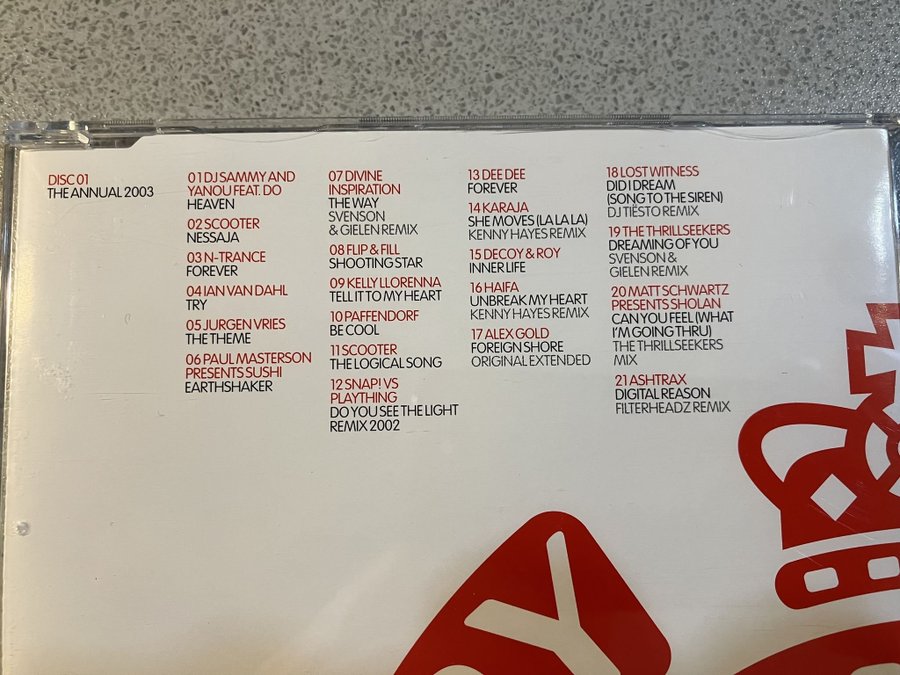 DISC 01
THE ANNUAL 2003
01 DJ SAMMY AND
YANOU FEAT. DO
HEAVEN
02 SCOOTER
NESSAJA
03 N-TRANCE
FOREVER
04 IAN VAN DAHL
TRY
05 JURGEN VRIES
THE THEME
06 PAUL MASTERSON
PRESENTS SUSHI
EARTHSHAKER
07 DIVINE
INSPIRATION
THE WAY
SVENSON
& GIELEN REMIX
08 FLIP & FILL
SHOOTING STAR
09 KELLY LLORENNA
TELL IT TO MY HEART
10 PAFFENDORF
BE COOL
11 SCOOTER
THE LOGICAL SONG
12 SNAP! VS
PLAYTHING
DO YOU SEE THE LIGHT
REMIX 2002
13 DEE DEE
FOREVER
14 KARAJA
SHE MOVES (LA LA LA)
KENNY HAYES REMIX
15 DECOY & ROY
INNER LIFE
16 HAIFA
UNBREAK MY HEART
KENNY HAYES REMIX
17 ALEX GOLD
FOREIGN SHORE
ORIGINAL EXTENDED
18 LOST WITNESS
DID I DREAM
(SONG TO THE SIREN)
DJ TIËSTO REMIX
19 THE THRILLSEEKERS
DREAMING OF YOU
SVENSON &
GIELEN REMIX
20 MATT SCHWARTZ
PRESENTS SHOLAN
CAN YOU FEEL (WHAT
I'M GOING THRU)
THE THRILLSEEKERS
MIX
21 ASHTRAX
DIGITAL REASON
FILTERHEADZ REMIX
Y